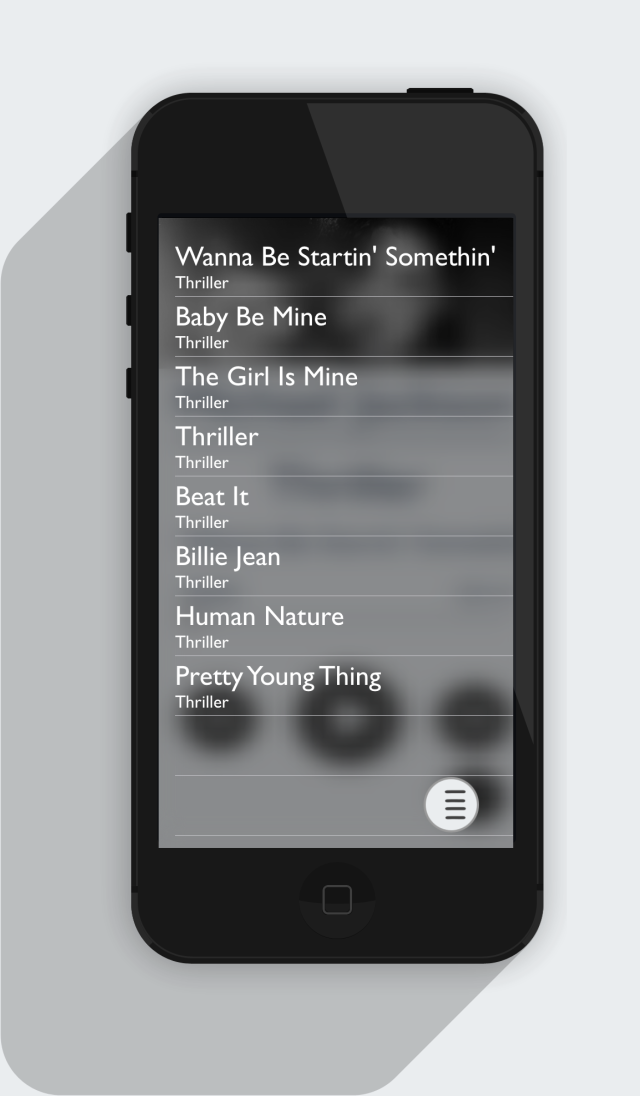 Wanna Be Startin' Somethin'
Thriller
Baby Be Mine
Thriller
The Girl Is Mine
Thriller
Thriller
Thriller
Beat It
Thriller
Billie Jean
Thriller
Human Nature
Thriller
Pretty Young Thing
Thriller